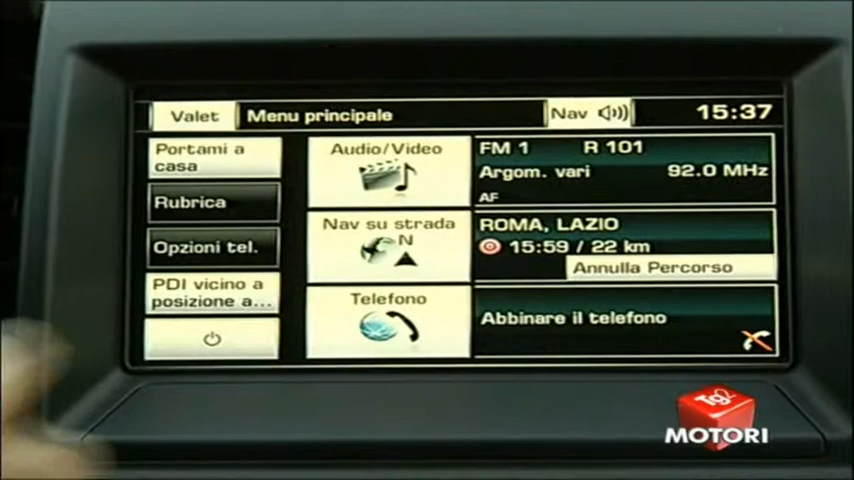 Valet
Menu principale
Nav
15:37
Portami a
casa
Rubrica
Opzioni tel.
PDI vicino a
posizione a...
Audio/Video
Nav su strada
N
Telefono
FM 1 R 101
Argom. vari 92.0 MHz
AF
ROMA, LAZIO
15:59 / 22 km
Annulla Percorso
Abbinare il telefono
Tg2
MOTORI